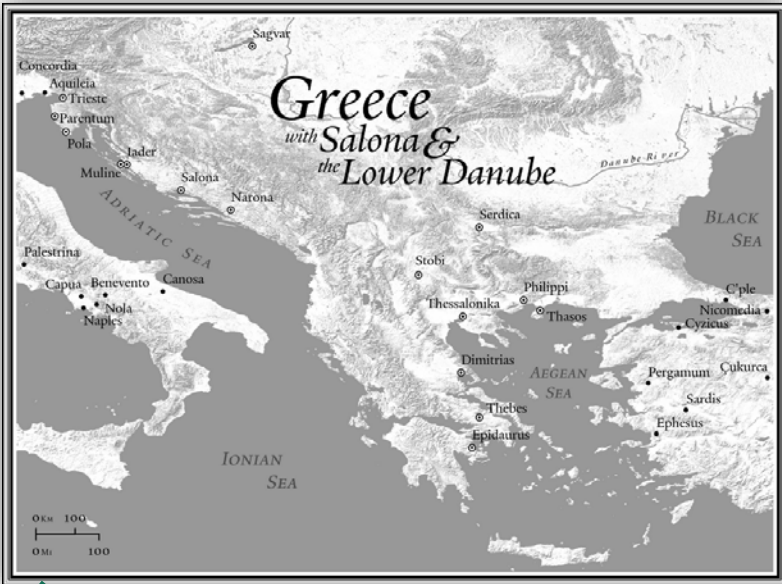 Sagvar
Greece
with Salona &
the Lower Danube
Concordia
Aquileia
Trieste
Parentum
Pola
Iader
Muline
Salona
Narona
ADRIATIC SEA
Danube River
BLACK
SEA
Serdica
Stobi
Philippi
Thessalonika
Thasos
C'ple
Nicomedia
Cyzicus
Palestrina
Capua
Benevento
Canosa
Nola
Naples
Dimitrias
AEGEAN
SEA
Pergamum
Cukurca
Sardis
Ephesus
Thebes
Epidaurus
IONIAN
SEA
0 KM 100
0 MI 100